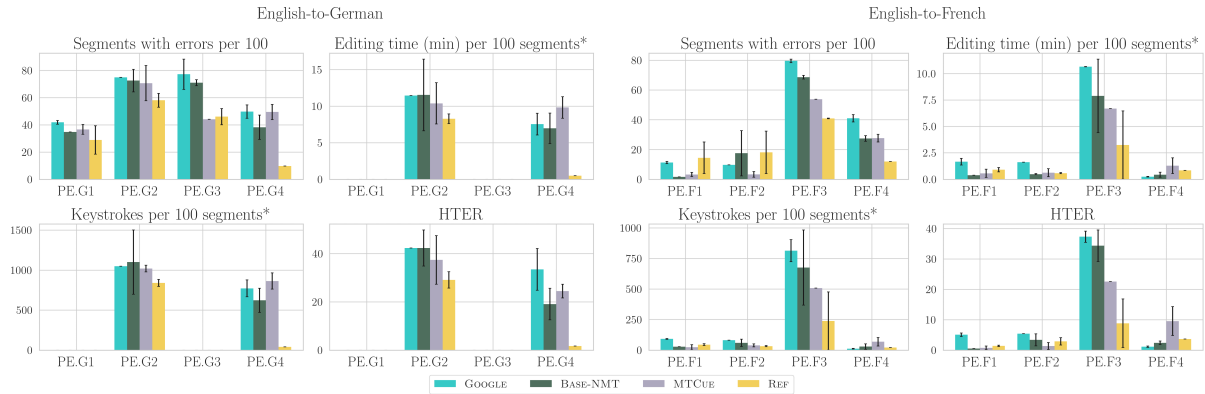 English-to-German
English-to-French
Segments with errors per 100
Editing time (min) per 100 segments*
Segments with errors per 100
Editing time (min) per 100 segments*
80
60
40
20
0
15
10
5
0
80
60
40
20
0
10.0
7.5
5.0
2.5
0.0
PE.G1 PE.G2 PE.G3 PE.G4
PE.G1 PE.G2 PE.G3 PE.G4
PE.F1 PE.F2 PE.F3 PE.F4
PE.F1 PE.F2 PE.F3 PE.F4
Keystrokes per 100 segments*
HTER
Keystrokes per 100 segments*
HTER
1500
1000
500
0
40
20
0
1000
750
500
250
0
40
30
20
10
0
PE.G1 PE.G2 PE.G3 PE.G4
PE.G1 PE.G2 PE.G3 PE.G4
PE.F1 PE.F2 PE.F3 PE.F4
PE.F1 PE.F2 PE.F3 PE.F4
GOOGLE BASE-NMT MTCUE REF